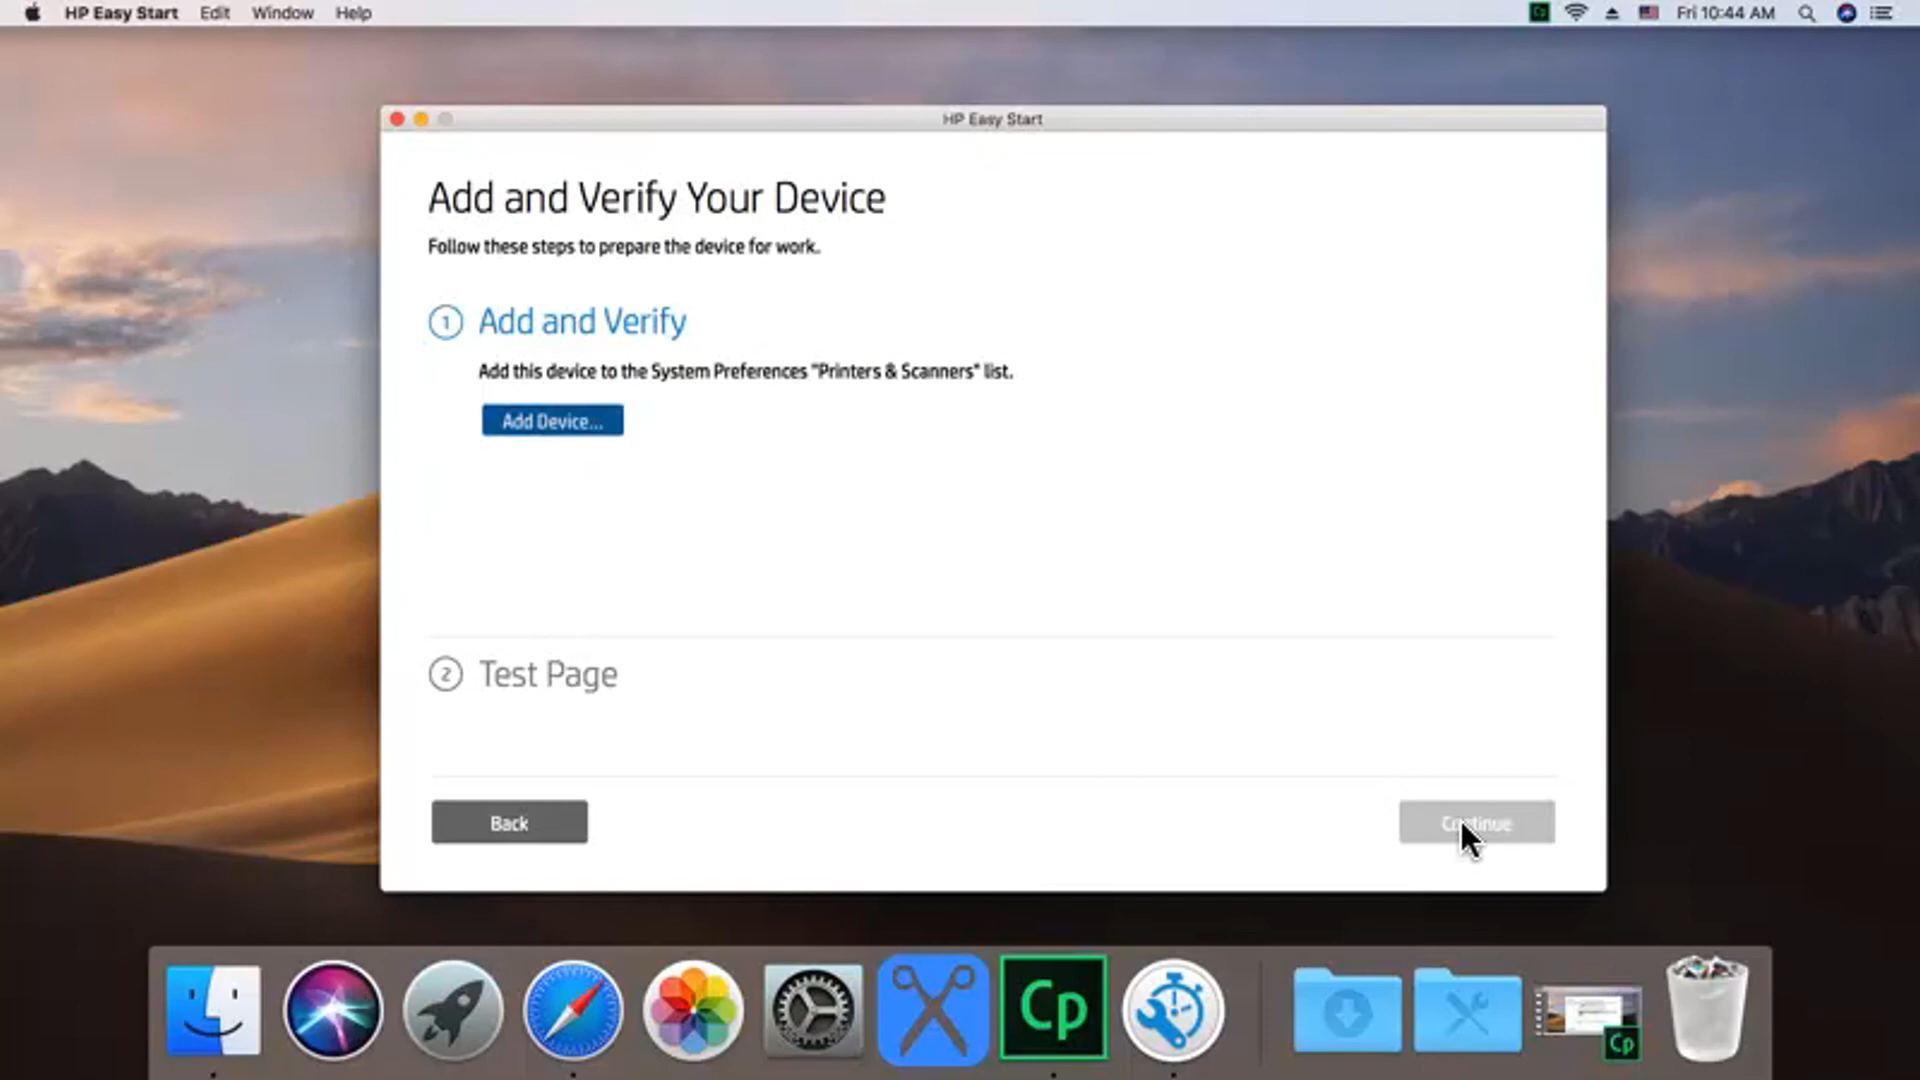 HP Easy Start Edit Window Help Fri 10:44 AM
HP Easy Start
Add and Verify Your Device
Follow these steps to prepare the device for work.
1 Add and Verify
Add this device to the System Preferences "Printers & Scanners" list.
Add Device...
2 Test Page
Back
Continue
Cp
Cp